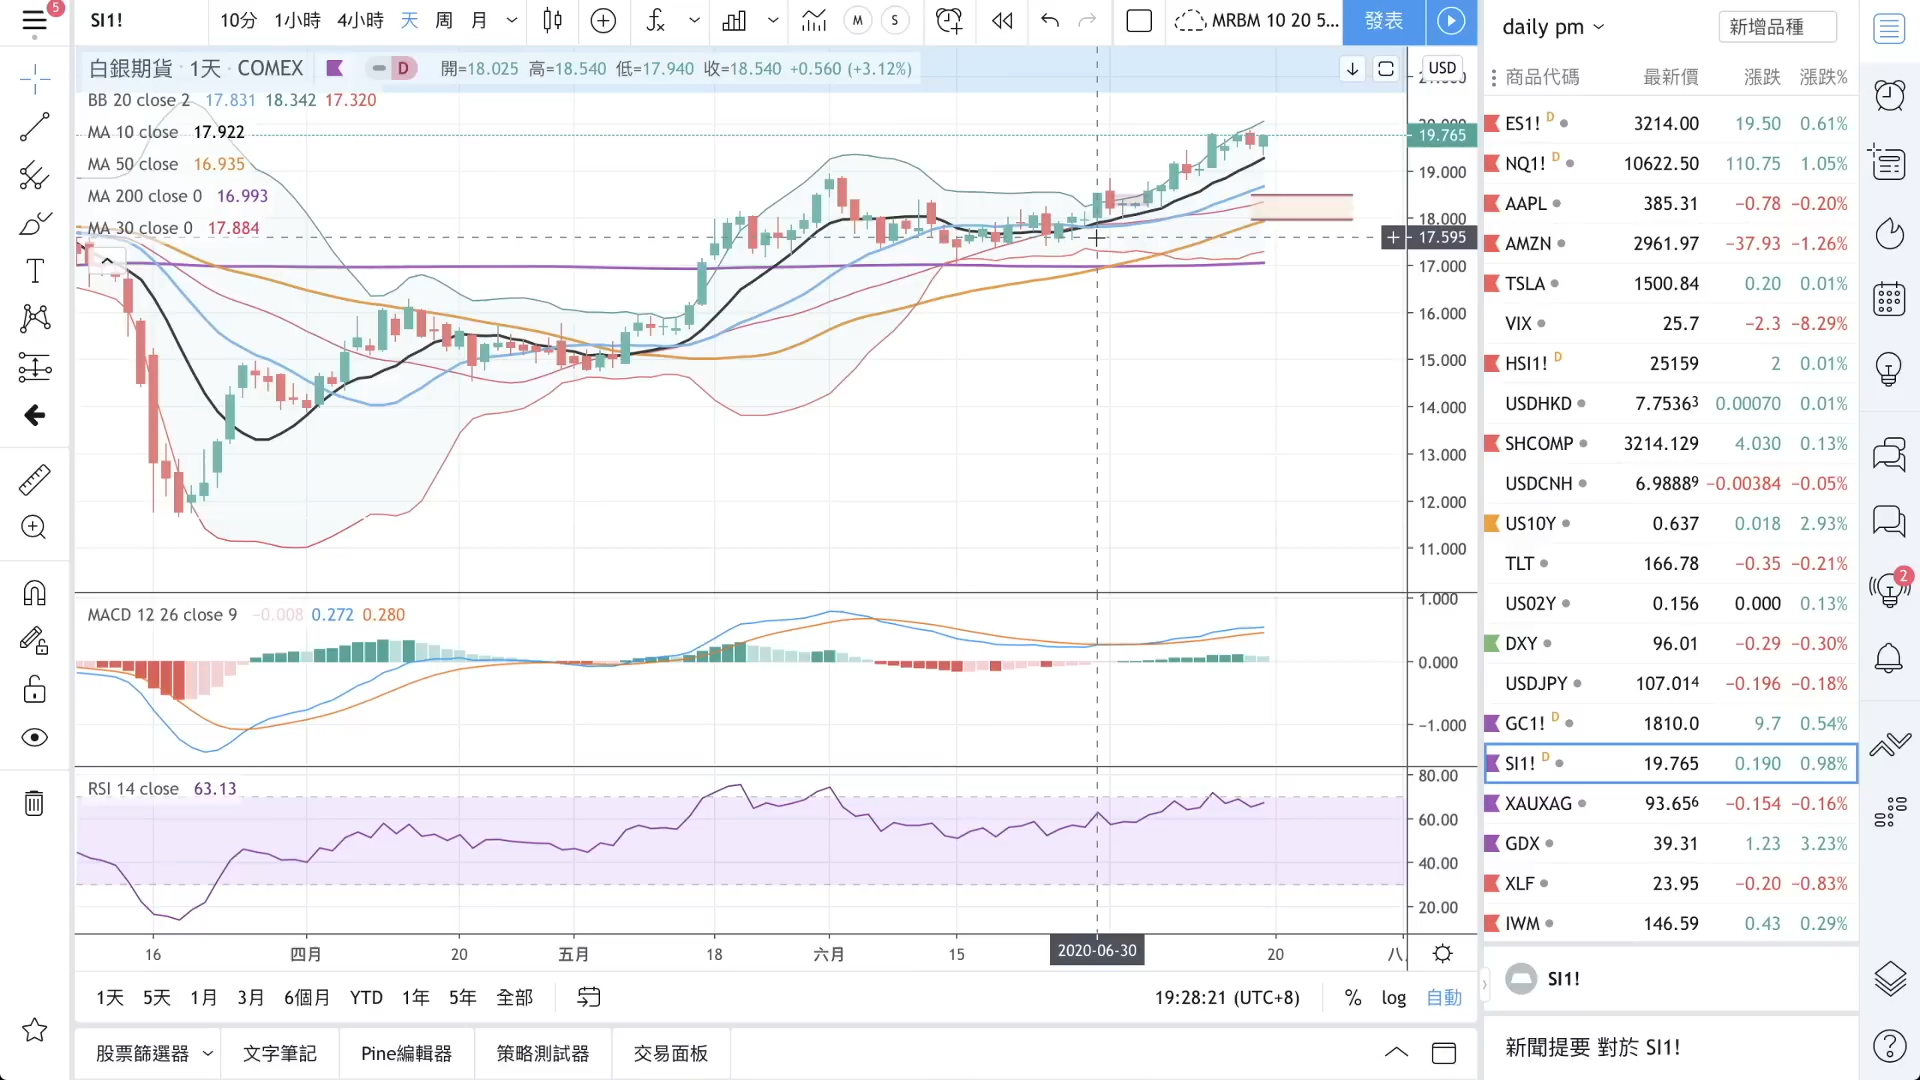 5
SI1!
10分 1小時 4小時 天 周 月
M S
MRBM 10 20 5...
發表
白銀期貨 · 1天 · COMEX D 開=18.025 高=18.540 低=17.940 收=18.540 +0.560 (+3.12%)
BB 20 close 2 17.831 18.342 17.320
MA 10 close 17.922
MA 50 close 16.935
MA 200 close 0 16.993
MA 30 close 0 17.884
USD
19.765
19.000
18.000
17.595
17.000
16.000
15.000
14.000
13.000
12.000
11.000
MACD 12 26 close 9 −0.008 0.272 0.280
1.000
0.000
−1.000
RSI 14 close 63.13
80.00
60.00
40.00
20.00
16 四月 20 五月 18 六月 15 2020-06-30 20
1天 5天 1月 3月 6個月 YTD 1年 5年 全部
19:28:21 (UTC+8) % log 自動
股票篩選器 文字筆記 Pine編輯器 策略測試器 交易面板
daily pm
新增品種
商品代碼 最新價 漲跌 漲跌%
ES1! D 3214.00 19.50 0.61%
NQ1! D 10622.50 110.75 1.05%
AAPL 385.31 −0.78 −0.20%
AMZN 2961.97 −37.93 −1.26%
TSLA 1500.84 0.20 0.01%
VIX 25.7 −2.3 −8.29%
HSI1! D 25159 2 0.01%
USDHKD 7.75363 0.00070 0.01%
SHCOMP 3214.129 4.030 0.13%
USDCNH 6.98889 −0.00384 −0.05%
US10Y 0.637 0.018 2.93%
TLT 166.78 −0.35 −0.21%
US02Y 0.156 0.000 0.13%
DXY 96.01 −0.29 −0.30%
USDJPY 107.014 −0.196 −0.18%
GC1! D 1810.0 9.7 0.54%
SI1! D 19.765 0.190 0.98%
XAUXAG 93.656 −0.154 −0.16%
GDX 39.31 1.23 3.23%
XLF 23.95 −0.20 −0.83%
IWM 146.59 0.43 0.29%
SI1!
新聞提要 對於 SI1!
2